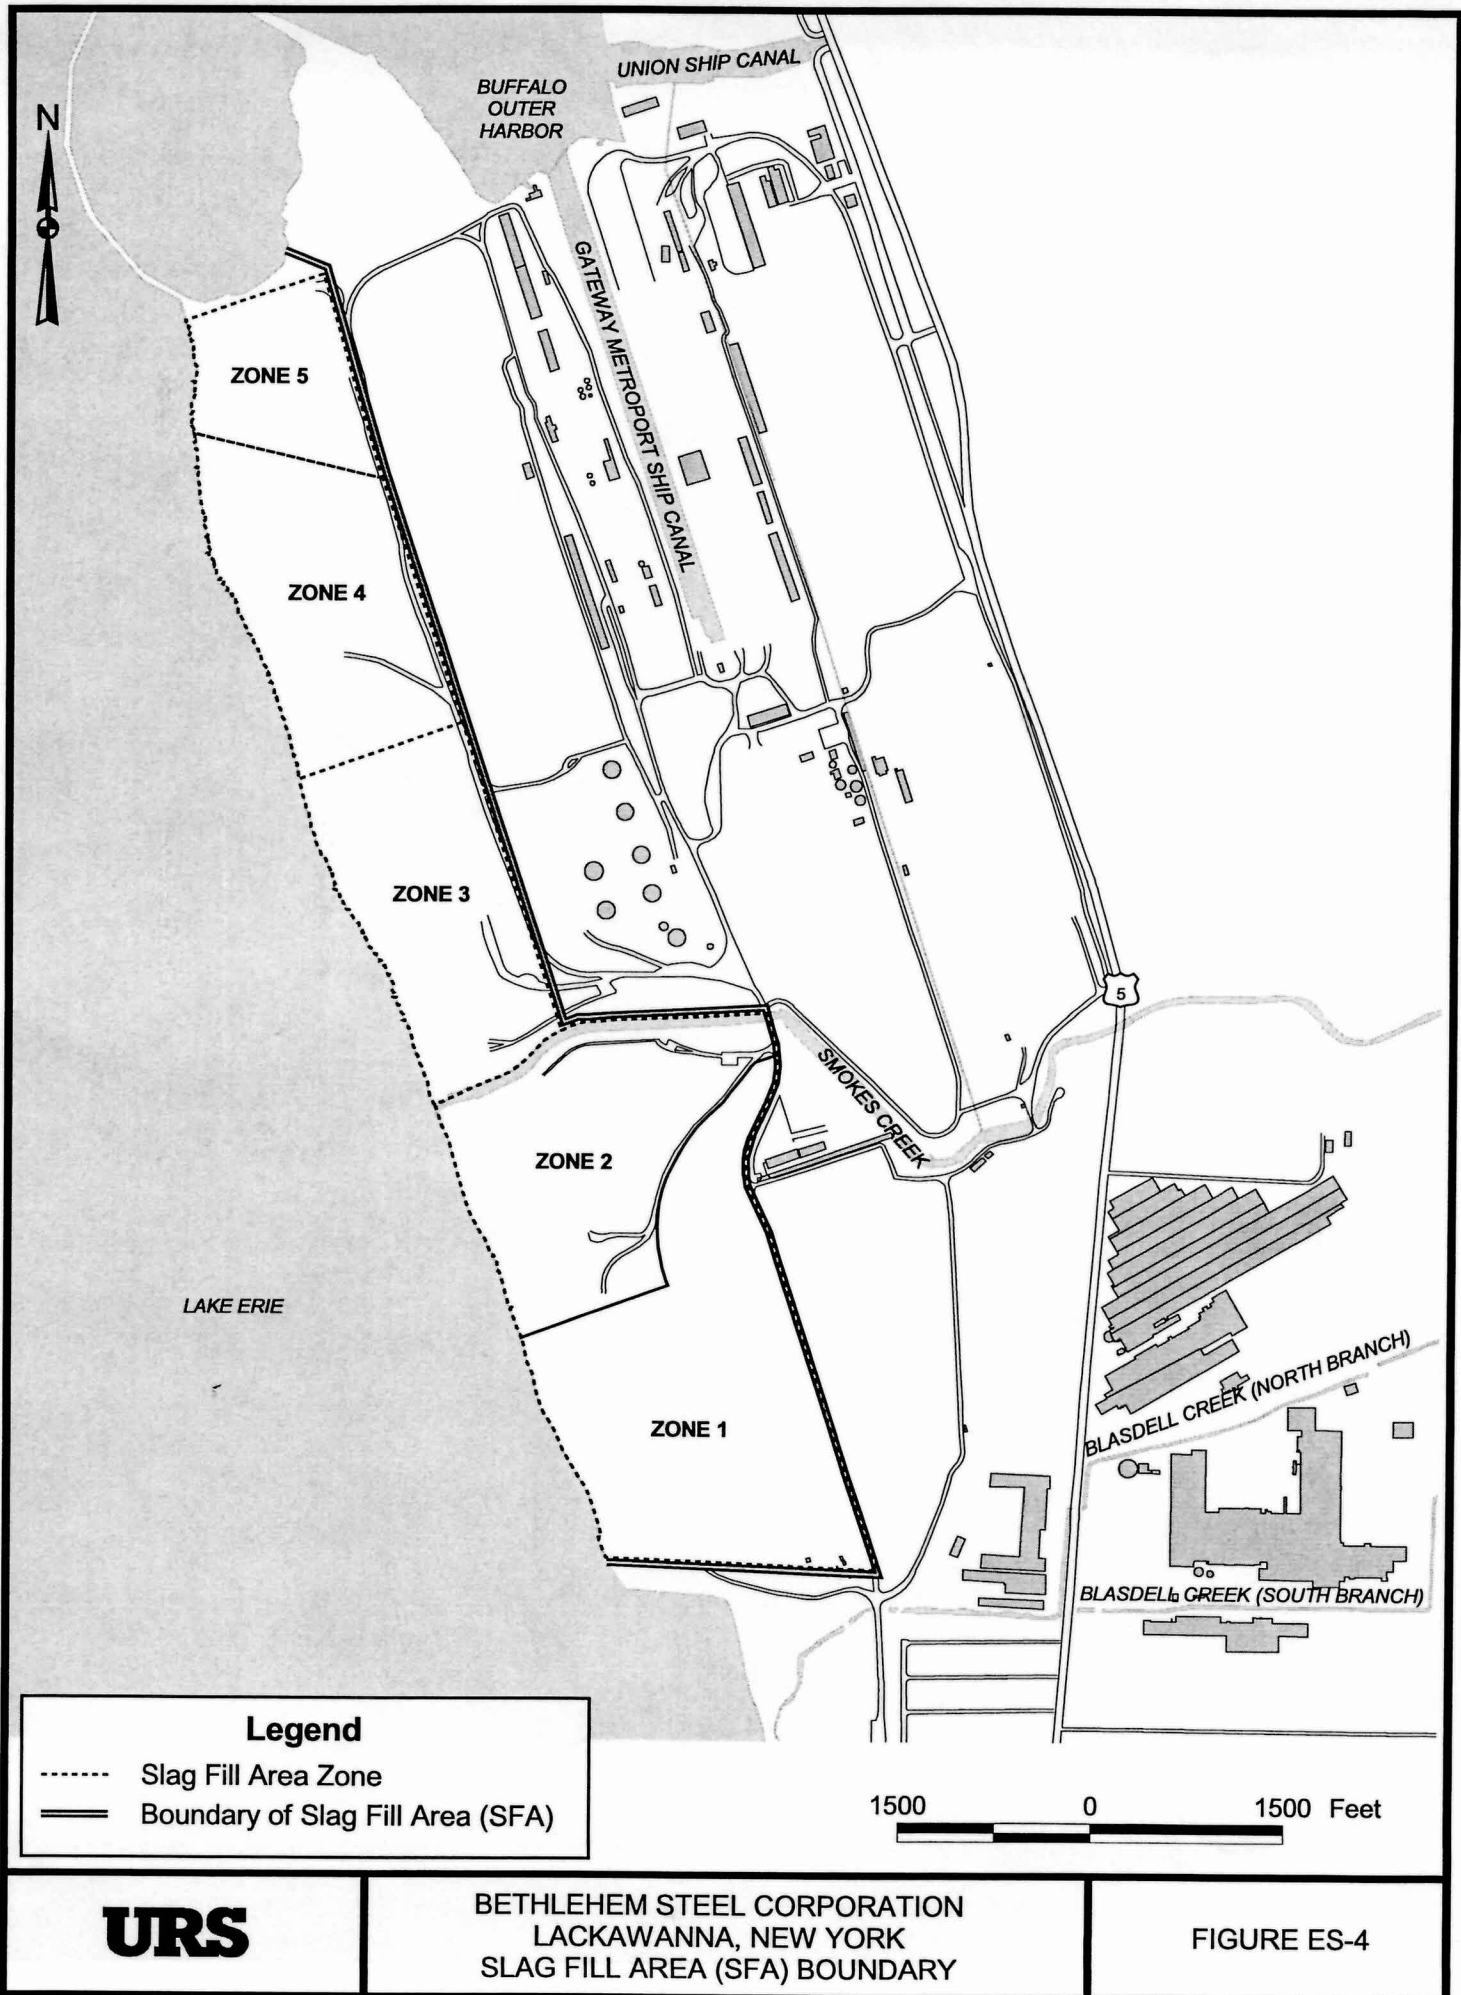 UNION SHIP CANAL
BUFFALO
OUTER
HARBOR
N
GATEWAY METROPORT SHIP CANAL
ZONE 5
ZONE 4
ZONE 3
5
SMOKES CREEK
ZONE 2
LAKE ERIE
BLASDELL CREEK (NORTH BRANCH)
ZONE 1
BLASDELL CREEK (SOUTH BRANCH)
Legend
Slag Fill Area Zone
Boundary of Slag Fill Area (SFA)
1500 0 1500 Feet
URS
BETHLEHEM STEEL CORPORATION
LACKAWANNA, NEW YORK
SLAG FILL AREA (SFA) BOUNDARY
FIGURE ES-4